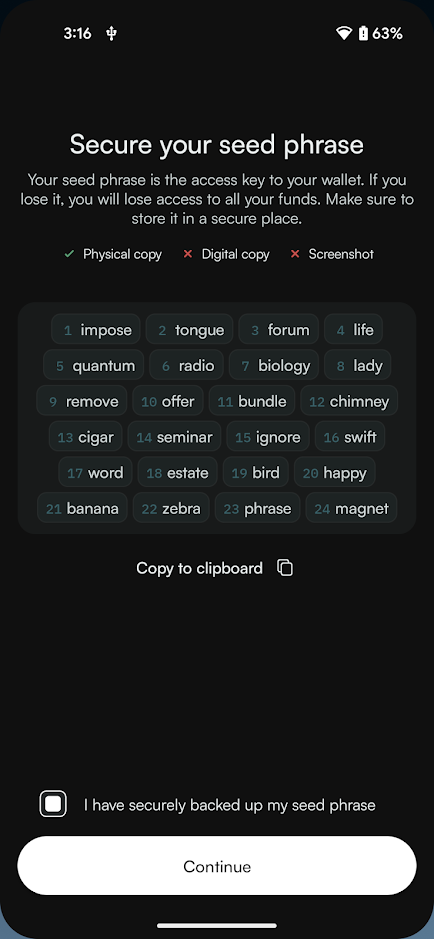 3:16 63%
Secure your seed phrase
Your seed phrase is the access key to your wallet. If you
lose it, you will lose access to all your funds. Make sure to
store it in a secure place.
Physical copy Digital copy Screenshot
1 impose 2 tongue 3 forum 4 life
5 quantum 6 radio 7 biology 8 lady
9 remove 10 offer 11 bundle 12 chimney
13 cigar 14 seminar 15 ignore 16 swift
17 word 18 estate 19 bird 20 happy
21 banana 22 zebra 23 phrase 24 magnet
Copy to clipboard
I have securely backed up my seed phrase
Continue